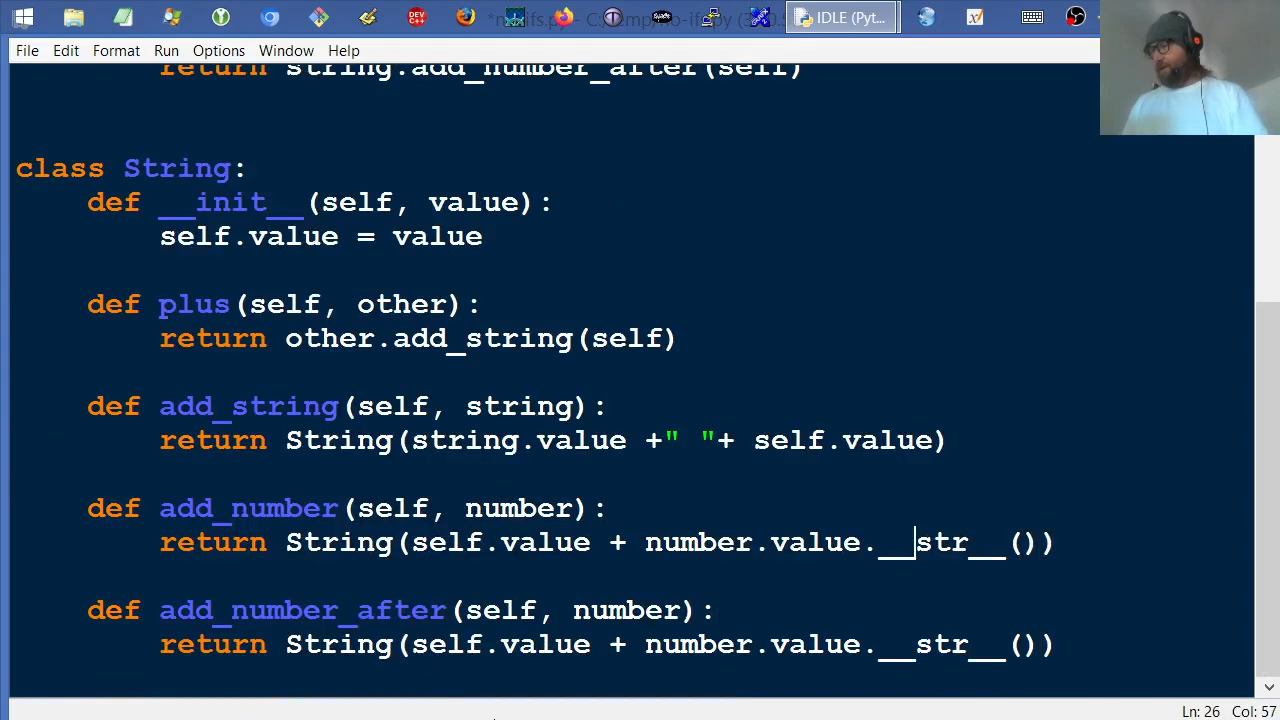 IDLE (Pyt...
File Edit Format Run Options Window Help
return string.add_number_after(self)
class String:
def __init__(self, value):
self.value = value
def plus(self, other):
return other.add_string(self)
def add_string(self, string):
return String(string.value +" "+ self.value)
def add_number(self, number):
return String(self.value + number.value.__str__())
def add_number_after(self, number):
return String(self.value + number.value.__str__())
Ln: 26 Col: 57